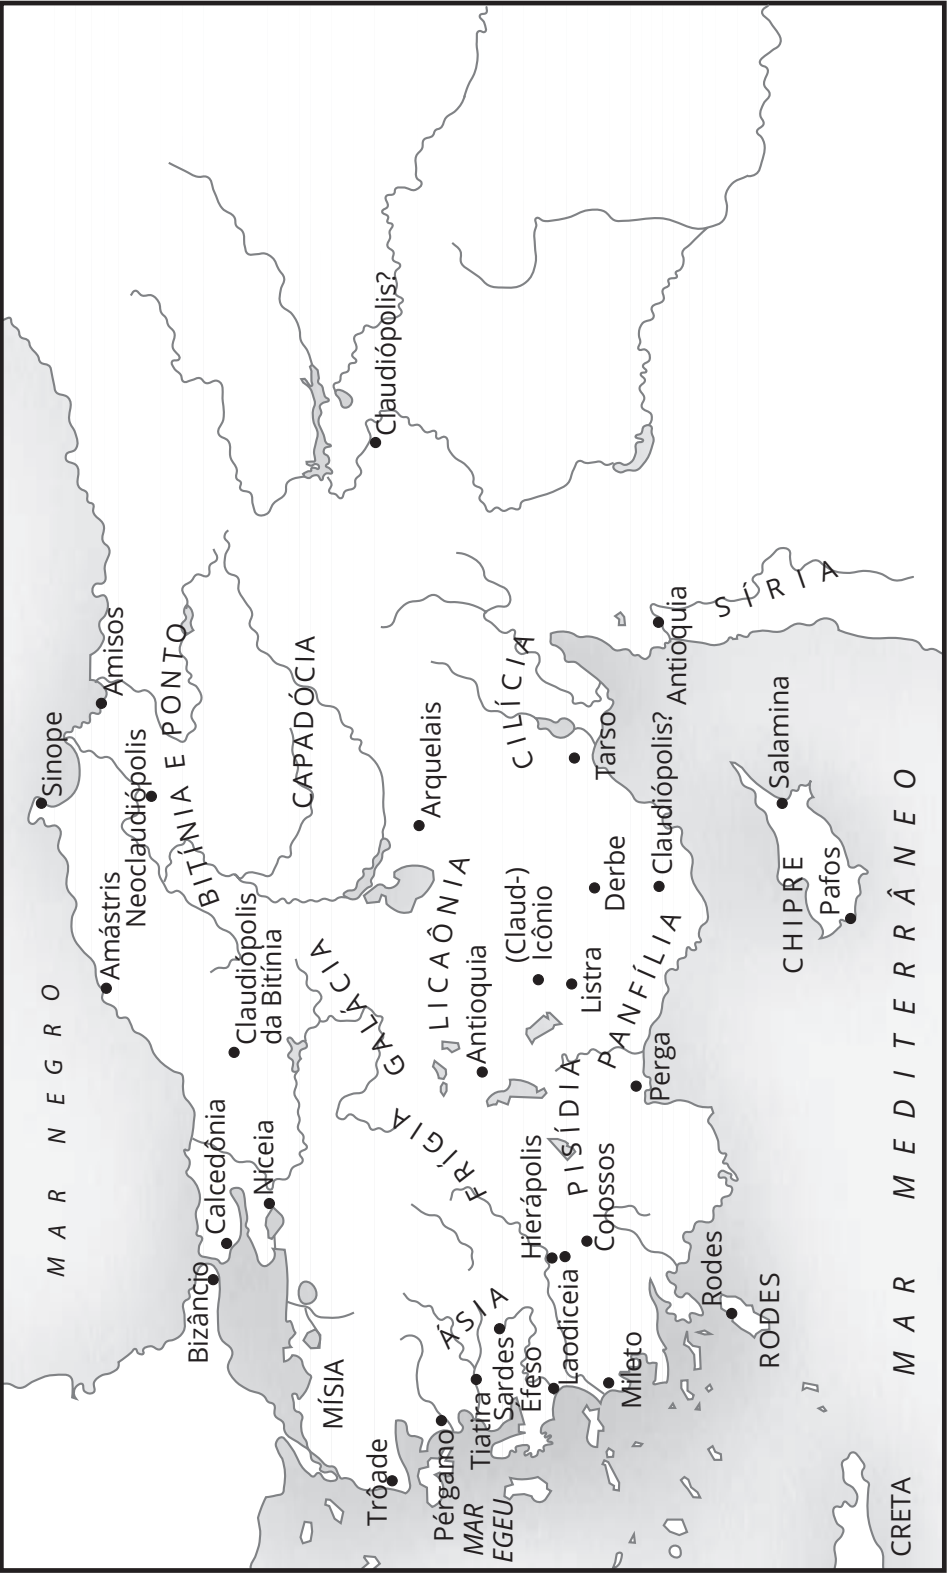 MAR NEGRO
Sinope
Amisos
Amástris
Neoclaudiópolis
BITÍNIA E PONTO
Claudiópolis
da Bitínia
Calcedônia
Bizâncio
Niceia
GALÁCIA
CAPADÓCIA
Claudiópolis?
MÍSIA
FRÍGIA
LICAÔNIA
Arquelais
Trôade
Pérgamo
Tiatira
ÁSIA
Sardes
MAR
EGEU
Éfeso
Hierápolis
Laodiceia
Colossos
Mileto
Antioquia
PISÍDIA
(Claud-)
Icônio
Listra
Derbe
CILÍCIA
Tarso
PANFÍLIA
Perga
Claudiópolis?
Antioquia
SÍRIA
Rodes
RODES
CHIPRE
Salamina
Pafos
CRETA
MAR MEDITERRÂNEO